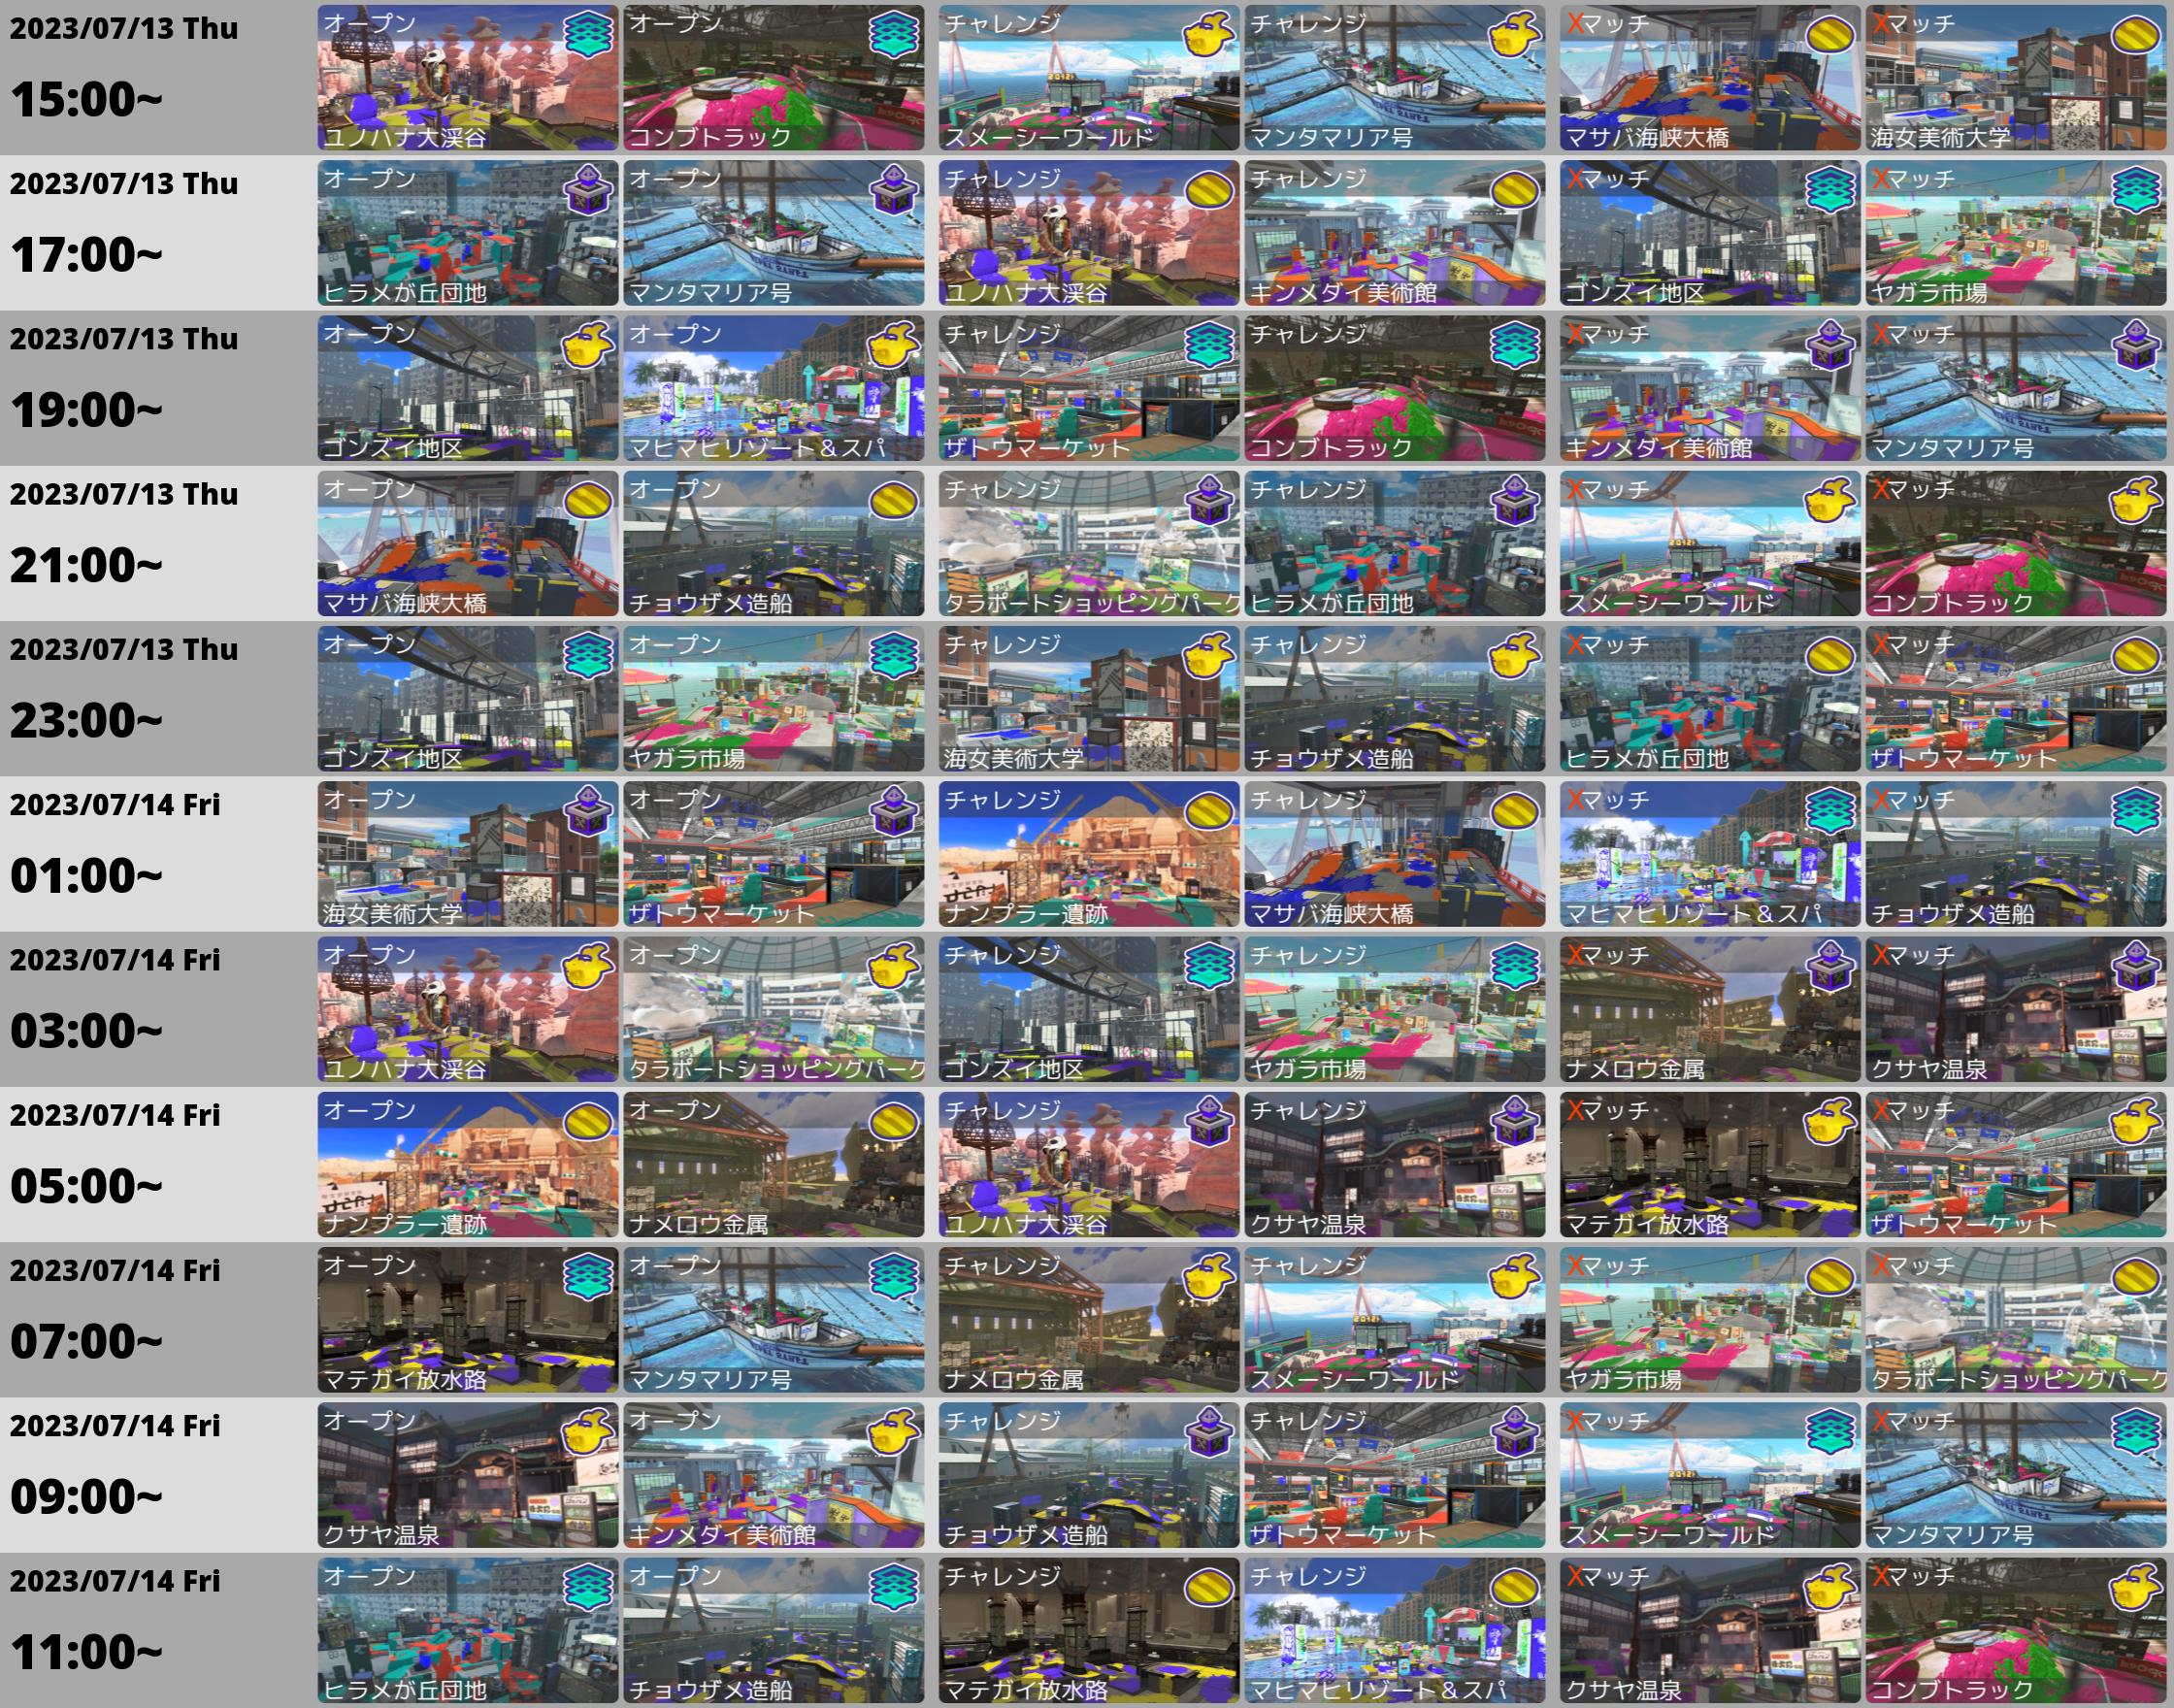 2023/07/13 Thu
15:00~
オープン
ユノハナ大渓谷
オープン
コンブトラック
チャレンジ
スメーシーワールド
チャレンジ
マンタマリア号
Xマッチ
マサバ海峡大橋
Xマッチ
海女美術大学
2023/07/13 Thu
17:00~
オープン
ヒラメが丘団地
オープン
マンタマリア号
チャレンジ
ユノハナ大渓谷
チャレンジ
キンメダイ美術館
Xマッチ
ゴンズイ地区
Xマッチ
ヤガラ市場
2023/07/13 Thu
19:00~
オープン
ゴンズイ地区
オープン
マヒマヒリゾート＆スパ
チャレンジ
ザトウマーケット
チャレンジ
コンブトラック
Xマッチ
キンメダイ美術館
Xマッチ
マンタマリア号
2023/07/13 Thu
21:00~
オープン
マサバ海峡大橋
オープン
チョウザメ造船
チャレンジ
タラポートショッピングパーク
チャレンジ
ヒラメが丘団地
Xマッチ
スメーシーワールド
Xマッチ
コンブトラック
2023/07/13 Thu
23:00~
オープン
ゴンズイ地区
オープン
ヤガラ市場
チャレンジ
海女美術大学
チャレンジ
チョウザメ造船
Xマッチ
ヒラメが丘団地
Xマッチ
ザトウマーケット
2023/07/14 Fri
01:00~
オープン
海女美術大学
オープン
ザトウマーケット
チャレンジ
ナンプラー遺跡
チャレンジ
マサバ海峡大橋
Xマッチ
マヒマヒリゾート＆スパ
Xマッチ
チョウザメ造船
2023/07/14 Fri
03:00~
オープン
ユノハナ大渓谷
オープン
タラポートショッピングパーク
チャレンジ
ゴンズイ地区
チャレンジ
ヤガラ市場
Xマッチ
ナメロウ金属
Xマッチ
クサヤ温泉
2023/07/14 Fri
05:00~
オープン
ナンプラー遺跡
オープン
ナメロウ金属
チャレンジ
ユノハナ大渓谷
チャレンジ
クサヤ温泉
Xマッチ
マテガイ放水路
Xマッチ
ザトウマーケット
2023/07/14 Fri
07:00~
オープン
マテガイ放水路
オープン
マンタマリア号
チャレンジ
ナメロウ金属
チャレンジ
スメーシーワールド
Xマッチ
ヤガラ市場
Xマッチ
タラポートショッピングパーク
2023/07/14 Fri
09:00~
オープン
クサヤ温泉
オープン
キンメダイ美術館
チャレンジ
チョウザメ造船
チャレンジ
ザトウマーケット
Xマッチ
スメーシーワールド
Xマッチ
マンタマリア号
2023/07/14 Fri
11:00~
オープン
ヒラメが丘団地
オープン
チョウザメ造船
チャレンジ
マテガイ放水路
チャレンジ
マヒマヒリゾート＆スパ
Xマッチ
クサヤ温泉
Xマッチ
コンブトラック